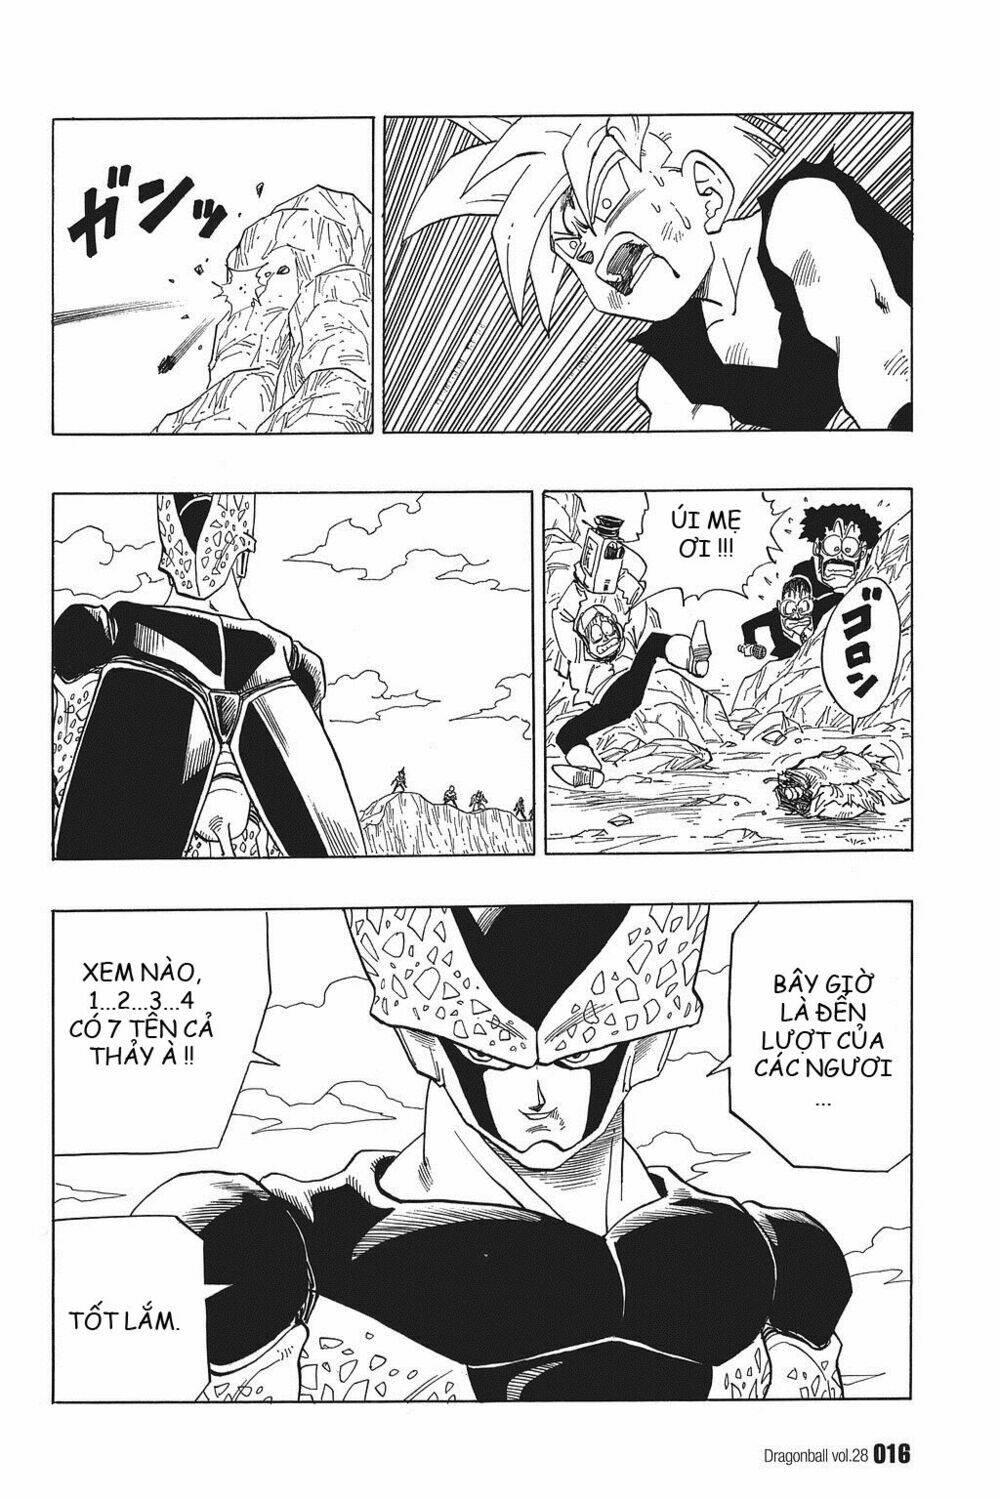 ガンッ
ÚI MẸ
ƠI !!!
ゴロン
BÂY GIỜ
LÀ ĐẾN
LƯỢT CỦA
CÁC NGƯƠI
...
XEM NÀO,
1...2...3...4
CÓ 7 TÊN CẢ
THẢY À !!
TỐT LẮM.
Dragonball vol.28 016